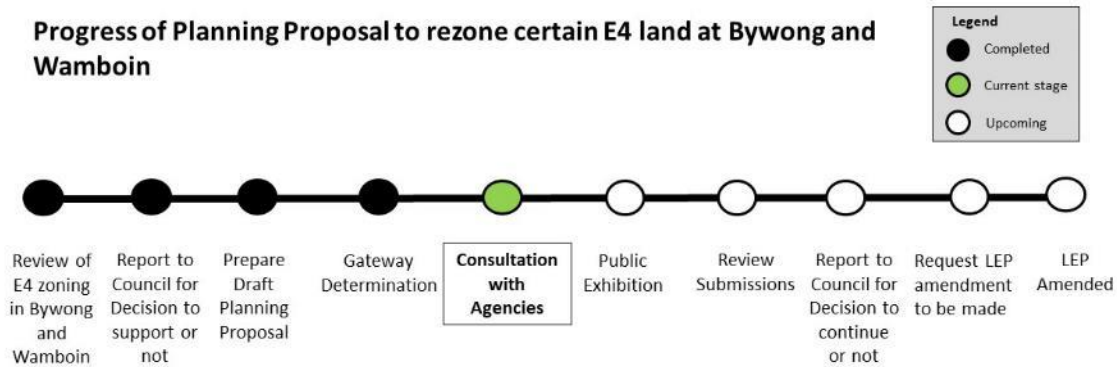 Progress of Planning Proposal to rezone certain E4 land at Bywong and
Wamboin
Legend
Completed
Current stage
Upcoming
Review of
E4 zoning
in Bywong
and
Wamboin
Report to
Council for
Decision to
support or
not
Prepare
Draft
Planning
Proposal
Gateway
Determination
Consultation
with
Agencies
Public
Exhibition
Review
Submissions
Report to
Council for
Decision to
continue
or not
Request LEP
amendment
to be made
LEP
Amended